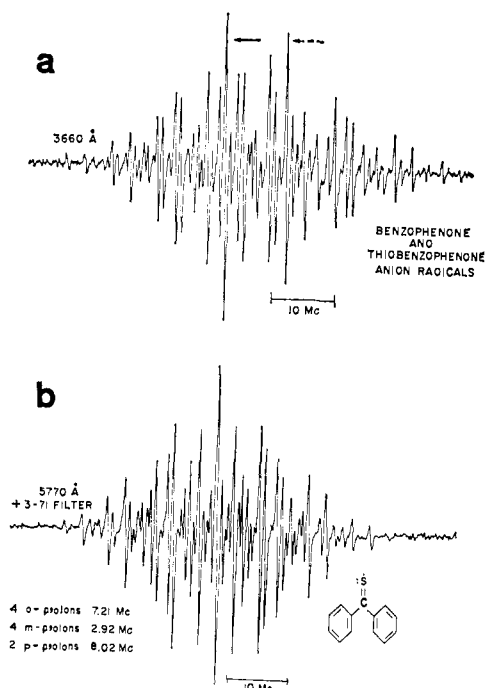 a
3660 Å
BENZOPHENONE
AND
THIOBENZOPHENONE
ANION RADICALS
10 Mc
b
5770 Å
+ 3-71 FILTER
4 o-protons 7.21 Mc
4 m-protons 2.92 Mc
2 p-protons 8.02 Mc
S
C
10 Mc